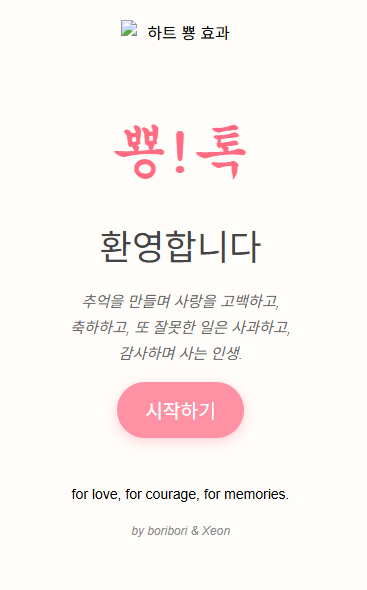 하트 뿅 효과
뿅!톡
환영합니다
추억을 만들며 사랑을 고백하고,
축하하고, 또 잘못한 일은 사과하고,
감사하며 사는 인생.
시작하기
for love, for courage, for memories.
by boribori & Xeon